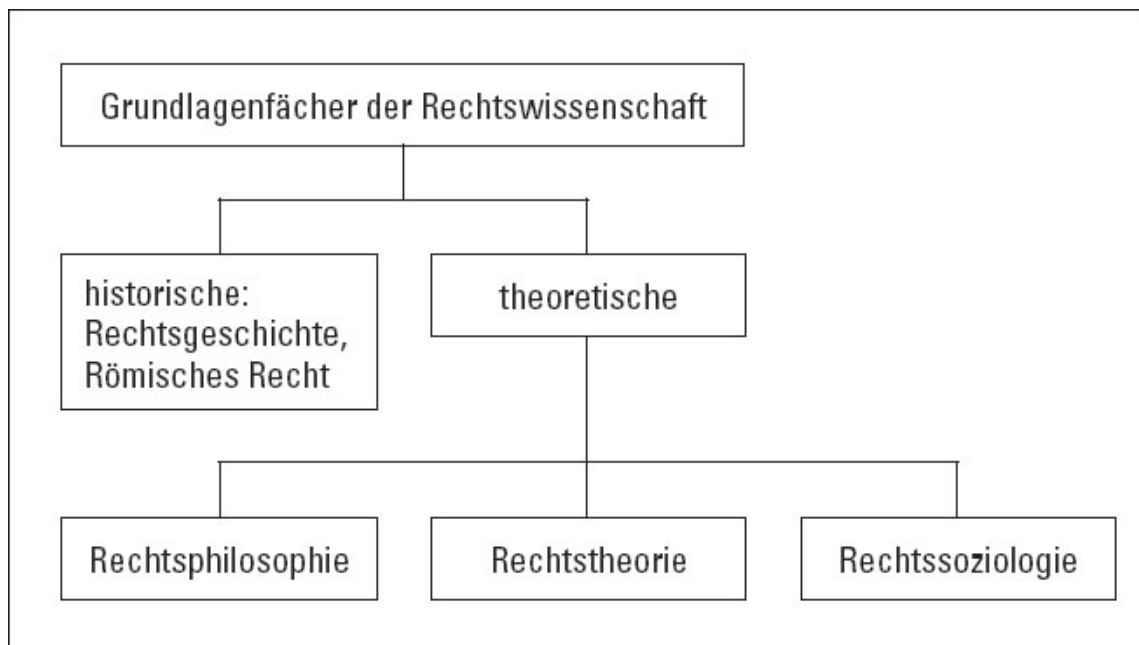 Grundlagenfächer der Rechtswissenschaft
historische:
Rechtsgeschichte,
Römisches Recht
theoretische
Rechtsphilosophie
Rechtstheorie
Rechtssoziologie